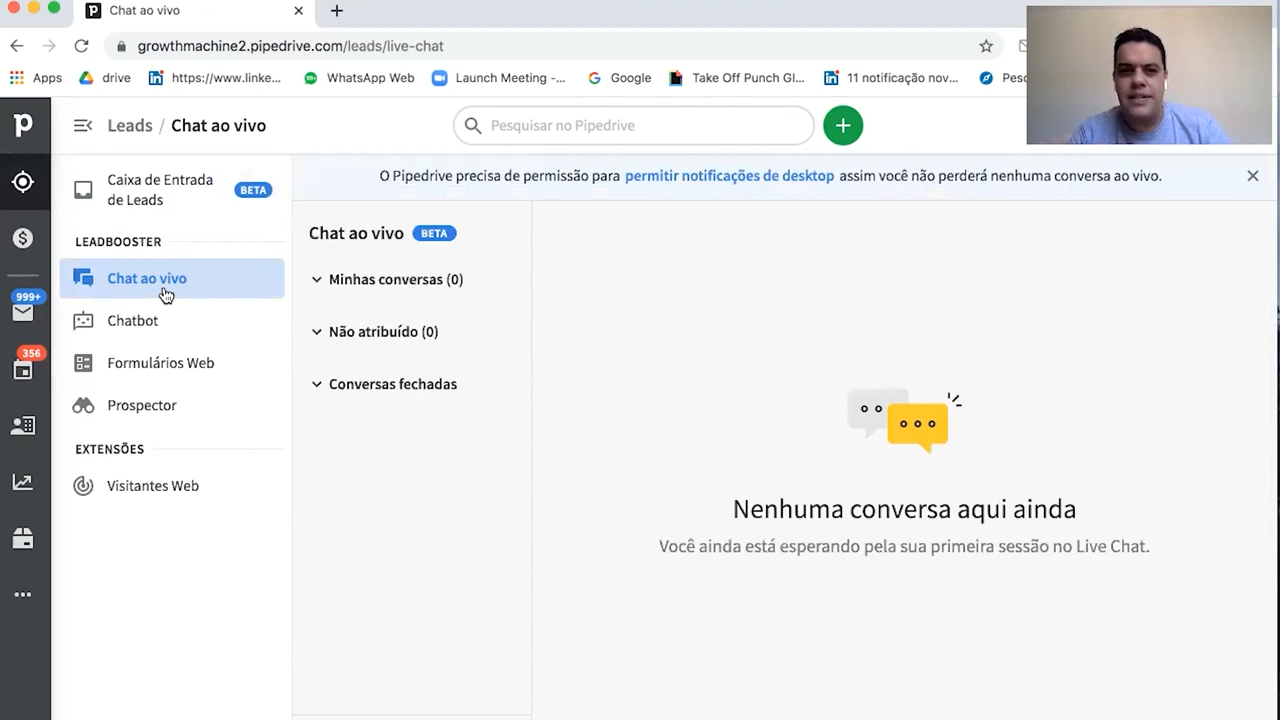 Chat ao vivo
growthmachine2.pipedrive.com/leads/live-chat
Apps drive https://www.linke... WhatsApp Web Launch Meeting -... Google Take Off Punch Gl... 11 notificação nov...
Leads / Chat ao vivo Pesquisar no Pipedrive
O Pipedrive precisa de permissão para permitir notificações de desktop assim você não perderá nenhuma conversa ao vivo.
Caixa de Entrada
de Leads
BETA
LEADBOOSTER
Chat ao vivo
Chatbot
Formulários Web
Prospector
EXTENSÕES
Visitantes Web
999+
356
Chat ao vivo BETA
Minhas conversas (0)
Não atribuído (0)
Conversas fechadas
Nenhuma conversa aqui ainda
Você ainda está esperando pela sua primeira sessão no Live Chat.